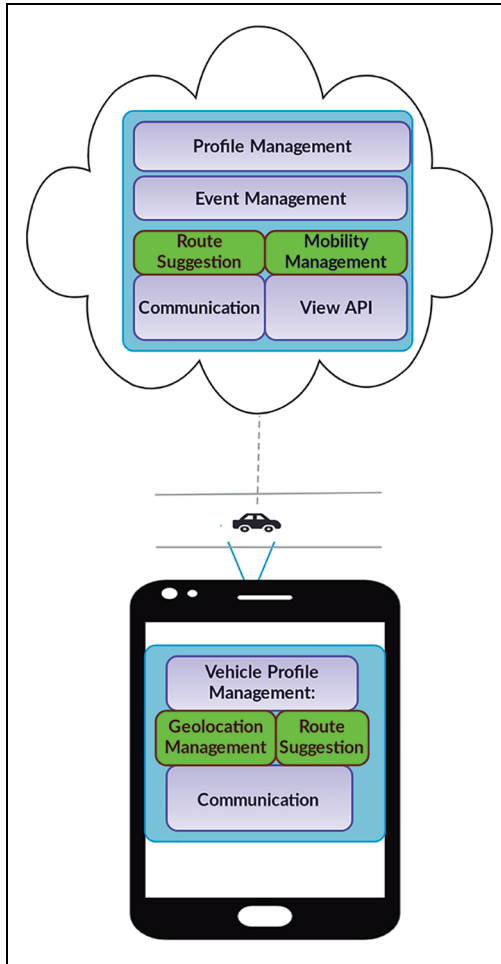 Profile Management
Event Management
Route
Suggestion
Mobility
Management
Communication
View API
Vehicle Profile
Management:
Geolocation
Management
Route
Suggestion
Communication